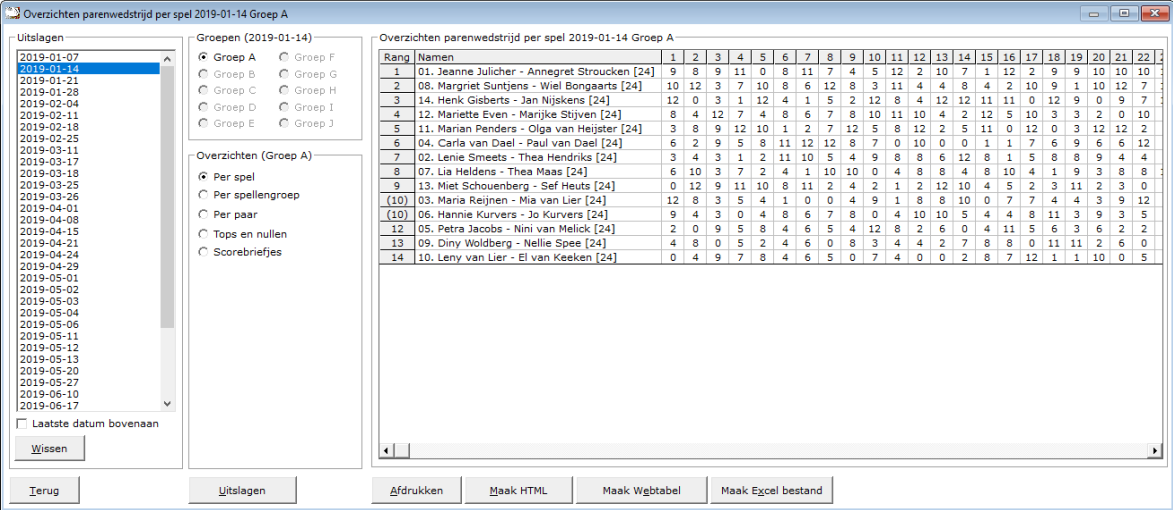 Overzichten parenwedstrijd per spel 2019-01-14 Groep A
Uitslagen
2019-01-07
2019-01-14
2019-01-21
2019-01-28
2019-02-04
2019-02-11
2019-02-18
2019-02-25
2019-03-11
2019-03-17
2019-03-18
2019-03-25
2019-03-26
2019-04-01
2019-04-08
2019-04-15
2019-04-21
2019-04-24
2019-04-29
2019-05-01
2019-05-02
2019-05-03
2019-05-04
2019-05-06
2019-05-11
2019-05-12
2019-05-13
2019-05-20
2019-05-27
2019-06-10
2019-06-17
Laatste datum bovenaan
Wissen
Groepen (2019-01-14)
Groep A Groep F
Groep B Groep G
Groep C Groep H
Groep D Groep I
Groep E Groep J
Overzichten (Groep A)
Per spel
Per spellengroep
Per paar
Tops en nullen
Scorebriefjes
Overzichten parenwedstrijd per spel 2019-01-14 Groep A
Rang Namen 1 2 3 4 5 6 7 8 9 10 11 12 13 14 15 16 17 18 19 20 21 22
1 01. Jeanne Julicher - Annegret Stroucken [24] 9 8 9 11 0 8 11 7 4 5 12 2 10 7 1 12 2 9 9 10 10 10
2 08. Margriet Suntjens - Wiel Bongaarts [24] 10 12 3 7 10 8 6 12 8 3 11 4 4 8 4 2 10 9 1 10 12 7
3 14. Henk Gisberts - Jan Nijskens [24] 12 0 3 1 12 4 1 5 2 12 8 4 12 12 11 11 0 12 9 0 9 7
4 12. Mariette Even - Marijke Stijven [24] 8 4 12 7 4 8 6 7 8 10 11 10 4 2 12 5 10 3 3 2 0 10
5 11. Marian Penders - Olga van Heijster [24] 3 8 9 12 10 1 2 7 12 5 8 12 2 5 11 0 12 0 3 12 12 2
6 04. Carla van Dael - Paul van Dael [24] 6 2 9 5 8 11 12 12 8 7 0 10 0 0 1 1 7 6 9 6 6 12
7 02. Lenie Smeets - Thea Hendriks [24] 3 4 3 1 2 11 10 5 4 9 8 8 6 12 8 1 5 8 8 9 4 4
8 07. Lia Heldens - Thea Maas [24] 6 10 3 7 2 4 1 10 10 0 4 8 8 4 8 10 4 1 9 3 8 8
9 13. Miet Schouenberg - Sef Heuts [24] 0 12 9 11 10 8 11 2 4 2 1 2 12 10 4 5 2 3 11 2 3 0
(10) 03. Maria Reijnen - Mia van Lier [24] 12 8 3 5 4 1 0 0 4 9 1 8 8 10 0 7 7 4 4 3 9 12
(10) 06. Hannie Kurvers - Jo Kurvers [24] 9 4 3 0 4 8 6 7 8 0 4 10 10 5 4 4 8 11 3 9 3 5
12 05. Petra Jacobs - Nini van Melick [24] 2 0 9 5 8 4 6 5 4 12 8 2 6 0 4 11 5 6 3 6 2 2
13 09. Diny Woldberg - Nellie Spee [24] 4 8 0 5 2 4 6 0 8 3 4 4 2 7 8 8 0 11 11 2 6 0
14 10. Leny van Lier - El van Keeken [24] 0 4 9 7 8 4 6 5 0 7 4 0 0 2 8 7 12 1 1 10 0 5
Terug
Uitslagen
Afdrukken
Maak HTML
Maak Webtabel
Maak Excel bestand